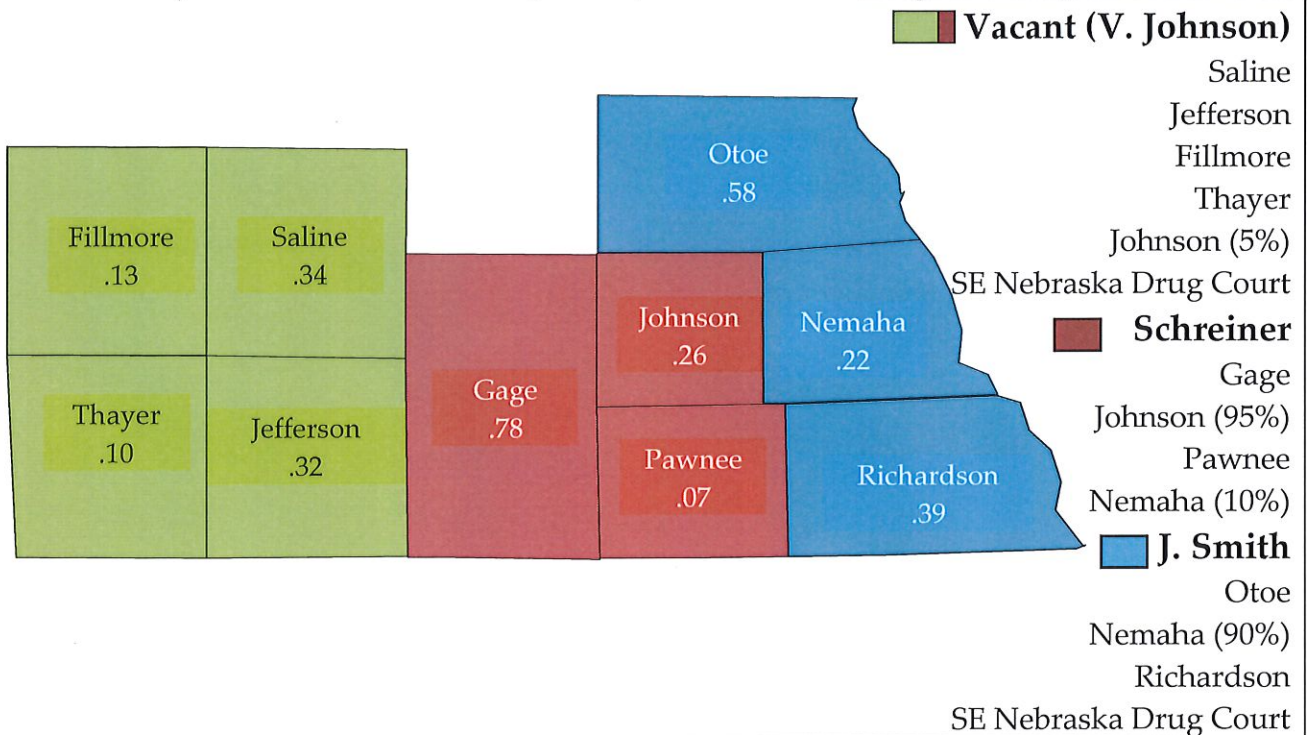 Vacant (V. Johnson)
Saline
Jefferson
Fillmore
Thayer
Johnson (5%)
SE Nebraska Drug Court
Schreiner
Gage
Johnson (95%)
Pawnee
Nemaha (10%)
J. Smith
Otoe
Nemaha (90%)
Richardson
SE Nebraska Drug Court
Otoe
.58
Fillmore
.13
Saline
.34
Johnson
.26
Nemaha
.22
Gage
.78
Thayer
.10
Jefferson
.32
Pawnee
.07
Richardson
.39